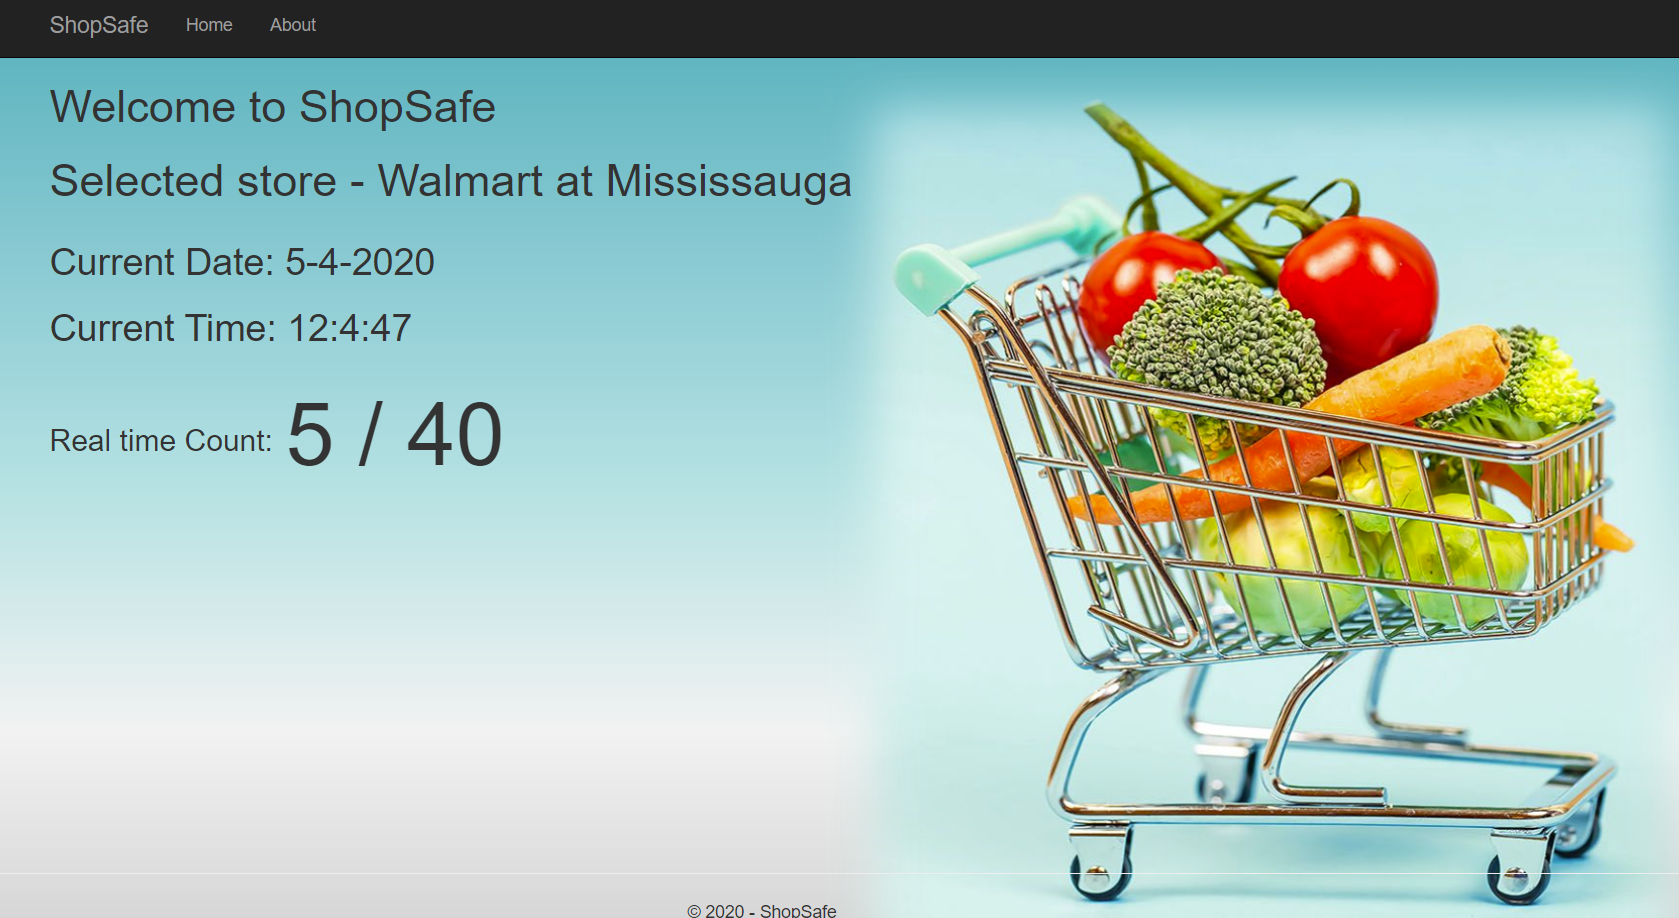 ShopSafe Home About
Welcome to ShopSafe
Selected store - Walmart at Mississauga
Current Date: 5-4-2020
Current Time: 12:4:47
Real time Count: 5 / 40
© 2020 - ShopSafe